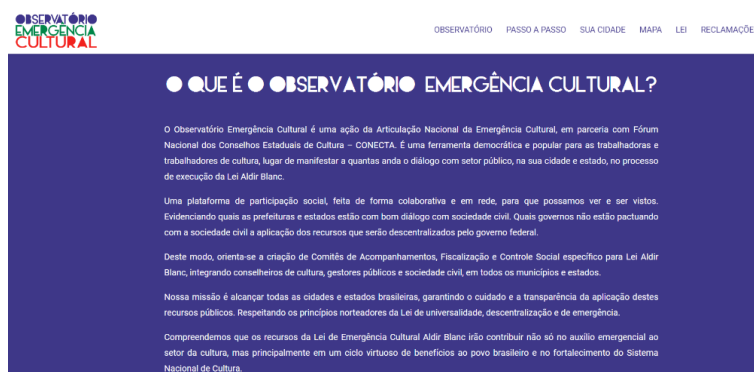 OBSERVATÓRIO
EMERGÊNCIA
CULTURAL
OBSERVATÓRIO PASSO A PASSO SUA CIDADE MAPA LEI RECLAMAÇÕE
O QUE É O OBSERVATÓRIO EMERGÊNCIA CULTURAL?
O Observatório Emergência Cultural é uma ação da Articulação Nacional da Emergência Cultural, em parceria com Fórum
Nacional dos Conselhos Estaduais de Cultura – CONECTA. É uma ferramenta democrática e popular para as trabalhadoras e
trabalhadores de cultura, lugar de manifestar a quantas anda o diálogo com setor público, na sua cidade e estado, no processo
de execução da Lei Aldir Blanc.
Uma plataforma de participação social, feita de forma colaborativa e em rede, para que possamos ver e ser vistos.
Evidenciando quais as prefeituras e estados estão com bom diálogo com sociedade civil. Quais governos não estão pactuando
com a sociedade civil a aplicação dos recursos que serão descentralizados pelo governo federal.
Deste modo, orienta-se a criação de Comitês de Acompanhamentos, Fiscalização e Controle Social específico para Lei Aldir
Blanc, integrando conselheiros de cultura, gestores públicos e sociedade civil, em todos os municípios e estados.
Nossa missão é alcançar todas as cidades e estados brasileiras, garantindo o cuidado e a transparência da aplicação destes
recursos públicos. Respeitando os princípios norteadores da Lei de universalidade, descentralização e de emergência.
Compreendemos que os recursos da Lei de Emergência Cultural Aldir Blanc irão contribuir não só no auxílio emergencial ao
setor da cultura, mas principalmente em um ciclo virtuoso de benefícios ao povo brasileiro e no fortalecimento do Sistema
Nacional de Cultura.